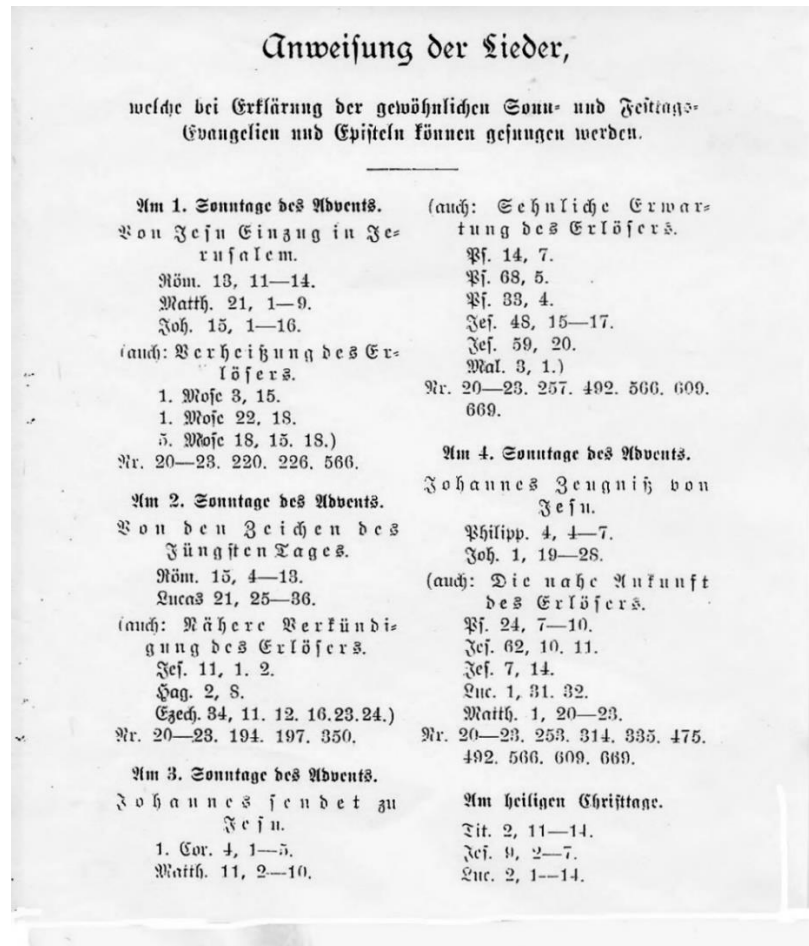 Anweisung der Lieder,
welche bei Erklärung der gewöhnlichen Sonn- und Festtags-
Evangelien und Episteln können gesungen werden.
Am 1. Sonntage des Advents.
Von Jesu Einzug in Je-
rusalem.
Röm. 13, 11—14.
Matth. 21, 1—9.
Joh. 15, 1—16.
(auch: Verheißung des Er-
lösers.
1. Mose 3, 15.
1. Mose 22, 18.
5. Mose 18, 15. 18.)
Nr. 20—23. 220. 226. 566.
Am 2. Sonntage des Advents.
Von den Zeichen des
Jüngsten Tages.
Röm. 15, 4—13.
Lucas 21, 25—36.
(auch: Nähere Verkündi-
gung des Erlösers.
Jes. 11, 1. 2.
Hag. 2, 8.
Ezech. 34, 11. 12. 16.23.24.)
Nr. 20—23. 194. 197. 350.
Am 3. Sonntage des Advents.
Johannes sendet zu
Jesu.
1. Cor. 4, 1—5.
Matth. 11, 2—10.
(auch: Sehnliche Erwar-
tung des Erlösers.
Ps. 14, 7.
Ps. 68, 5.
Ps. 33, 4.
Jes. 48, 15—17.
Jes. 59, 20.
Mal. 3, 1.)
Nr. 20—23. 257. 492. 566. 609.
669.
Am 4. Sonntage des Advents.
Johannes Zeugniß von
Jesu.
Philipp. 4, 4—7.
Joh. 1, 19—28.
(auch: Die nahe Ankunft
des Erlösers.
Ps. 24, 7—10.
Jes. 62, 10. 11.
Jes. 7, 14.
Luc. 1, 31. 32.
Matth. 1, 20—23.
Nr. 20—23. 253. 314. 335. 475.
492. 566. 609. 669.
Am heiligen Christtage.
Tit. 2, 11—14.
Jes. 9, 2—7.
Luc. 2, 1—14.